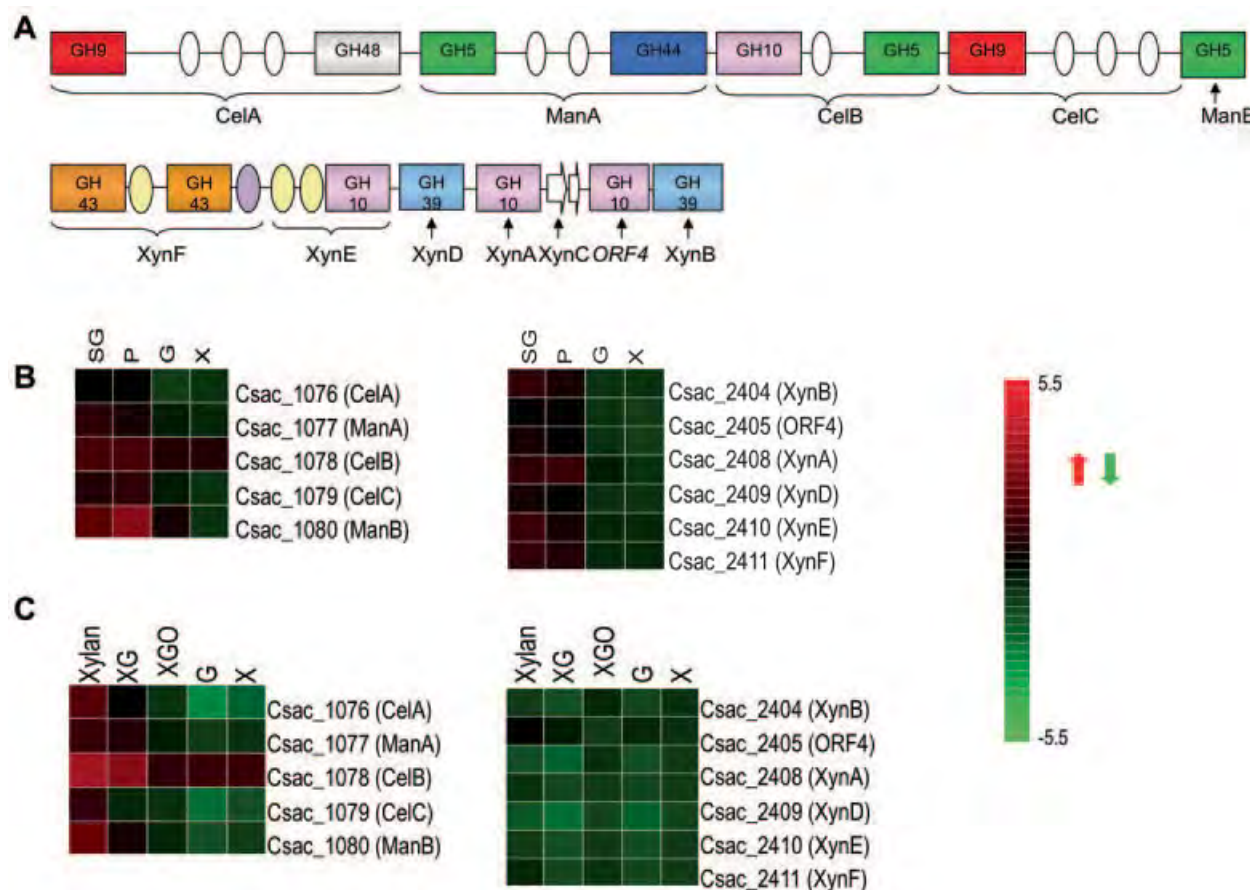 A
GH9 GH48 GH5 GH44 GH10 GH5 GH9 GH5
CelA ManA CelB CelC ManB
GH 43 GH 43 GH 10 GH 39 GH 10 GH 10 GH 39
XynF XynE XynD XynA XynC ORF4 XynB
B
SG P G X
Csac_1076 (CelA)
Csac_1077 (ManA)
Csac_1078 (CelB)
Csac_1079 (CelC)
Csac_1080 (ManB)
SG P G X
Csac_2404 (XynB)
Csac_2405 (ORF4)
Csac_2408 (XynA)
Csac_2409 (XynD)
Csac_2410 (XynE)
Csac_2411 (XynF)
5.5
-5.5
C
Xylan XG XGO G X
Csac_1076 (CelA)
Csac_1077 (ManA)
Csac_1078 (CelB)
Csac_1079 (CelC)
Csac_1080 (ManB)
Xylan XG XGO G X
Csac_2404 (XynB)
Csac_2405 (ORF4)
Csac_2408 (XynA)
Csac_2409 (XynD)
Csac_2410 (XynE)
Csac_2411 (XynF)